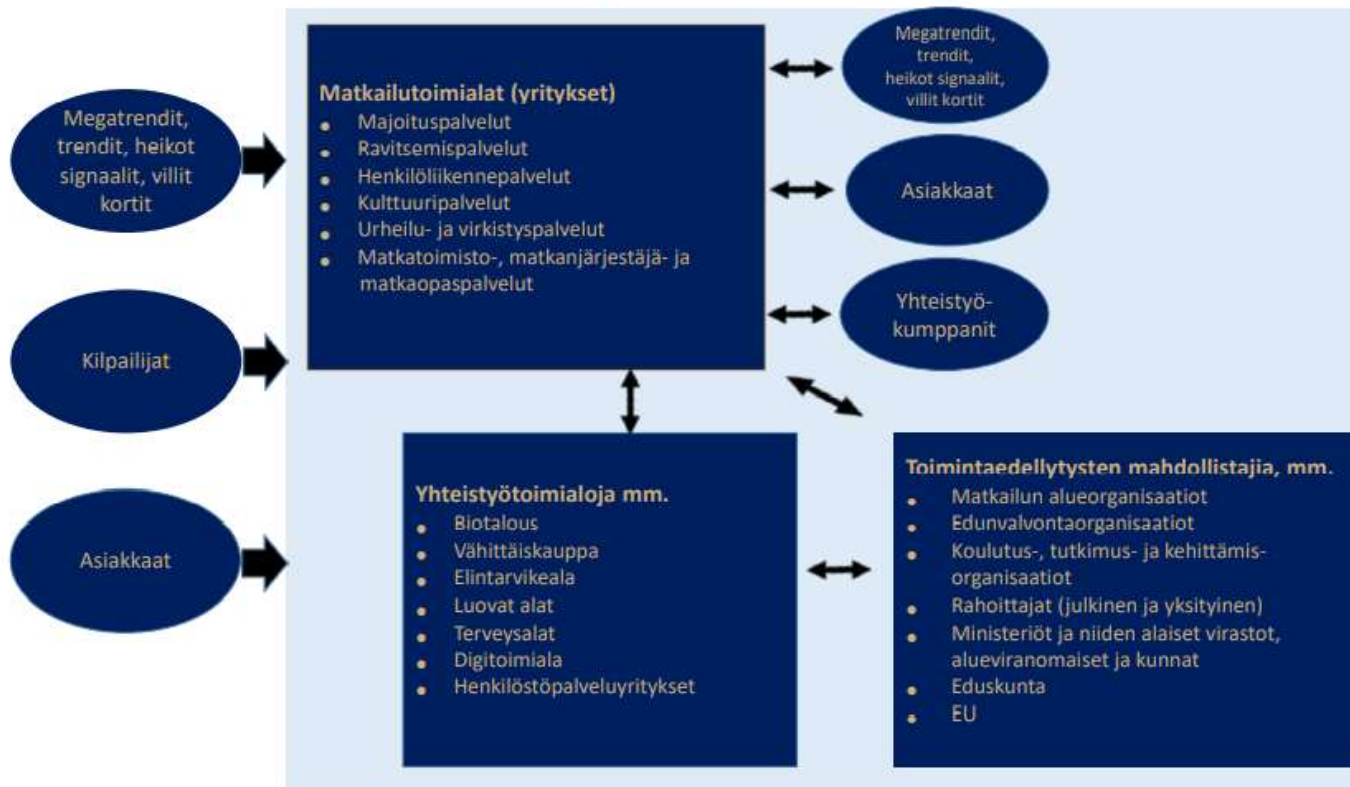 Megatrendit,
trendit, heikot
signaalit, villit
kortit
Kilpailijat
Asiakkaat
Matkailutoimialat (yritykset)
• Majoituspalvelut
• Ravitsemispalvelut
• Henkilöliikennepalvelut
• Kulttuuripalvelut
• Urheilu- ja virkistyspalvelut
• Matkatoimisto-, matkanjärjestäjä- ja
matkaopaspalvelut
Megatrendit,
trendit,
heikot signaalit,
villit kortit
Asiakkaat
Yhteistyö-
kumppanit
Yhteistyötoimialoja mm.
• Biotalous
• Vähittäiskauppa
• Elintarvikeala
• Luovat alat
• Terveysalat
• Digitoimiala
• Henkilöstöpalveluyritykset
Toimintaedellytysten mahdollistajia, mm.
• Matkailun alueorganisaatiot
• Edunvalvontaorganisaatiot
• Koulutus-, tutkimus- ja kehittämis-
organisaatiot
• Rahoittajat (julkinen ja yksityinen)
• Ministeriöt ja niiden alaiset virastot,
alueviranomaiset ja kunnat
• Eduskunta
• EU